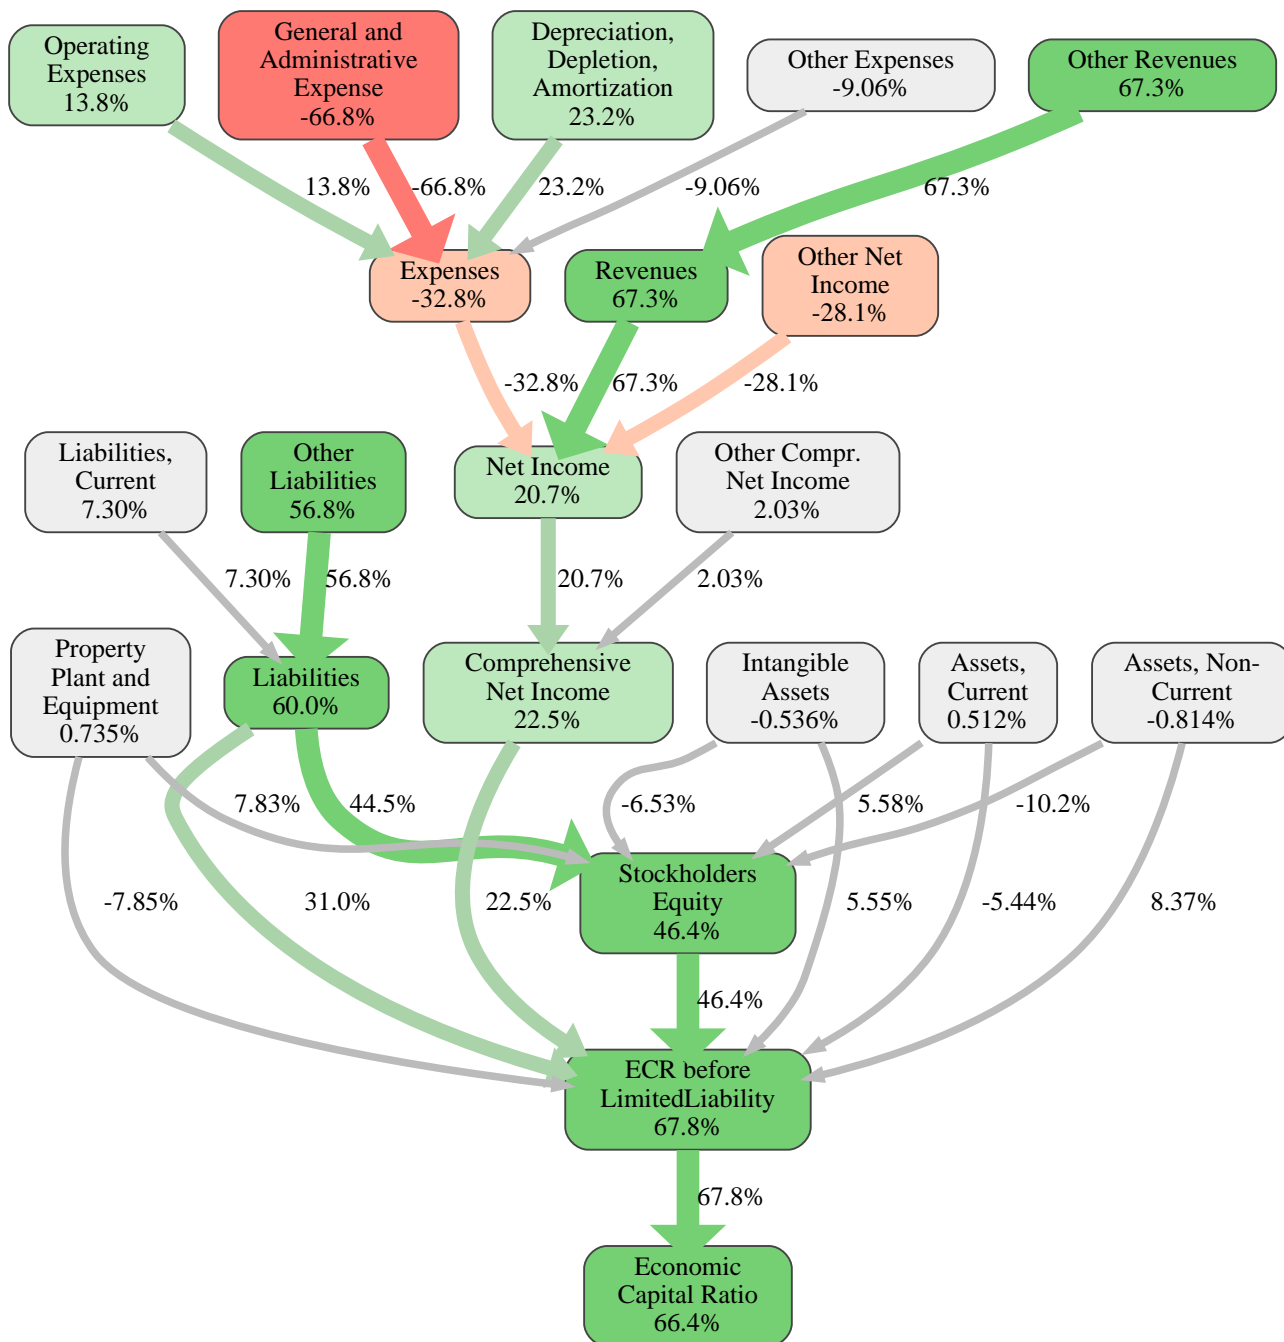 Operating
Expenses
13.8%
General and
Administrative
Expense
-66.8%
Depreciation,
Depletion,
Amortization
23.2%
Other Expenses
-9.06%
Other Revenues
67.3%
13.8%
-66.8%
23.2%
-9.06%
67.3%
Expenses
-32.8%
Revenues
67.3%
Other Net
Income
-28.1%
-32.8%
67.3%
-28.1%
Liabilities,
Current
7.30%
Other
Liabilities
56.8%
Net Income
20.7%
Other Compr.
Net Income
2.03%
7.30%
56.8%
20.7%
2.03%
Property
Plant and
Equipment
0.735%
Liabilities
60.0%
Comprehensive
Net Income
22.5%
Intangible
Assets
-0.536%
Assets,
Current
0.512%
Assets, Non-
Current
-0.814%
7.83%
44.5%
-6.53%
5.58%
-10.2%
Stockholders
Equity
46.4%
-7.85%
31.0%
22.5%
5.55%
-5.44%
8.37%
46.4%
ECR before
LimitedLiability
67.8%
67.8%
Economic
Capital Ratio
66.4%